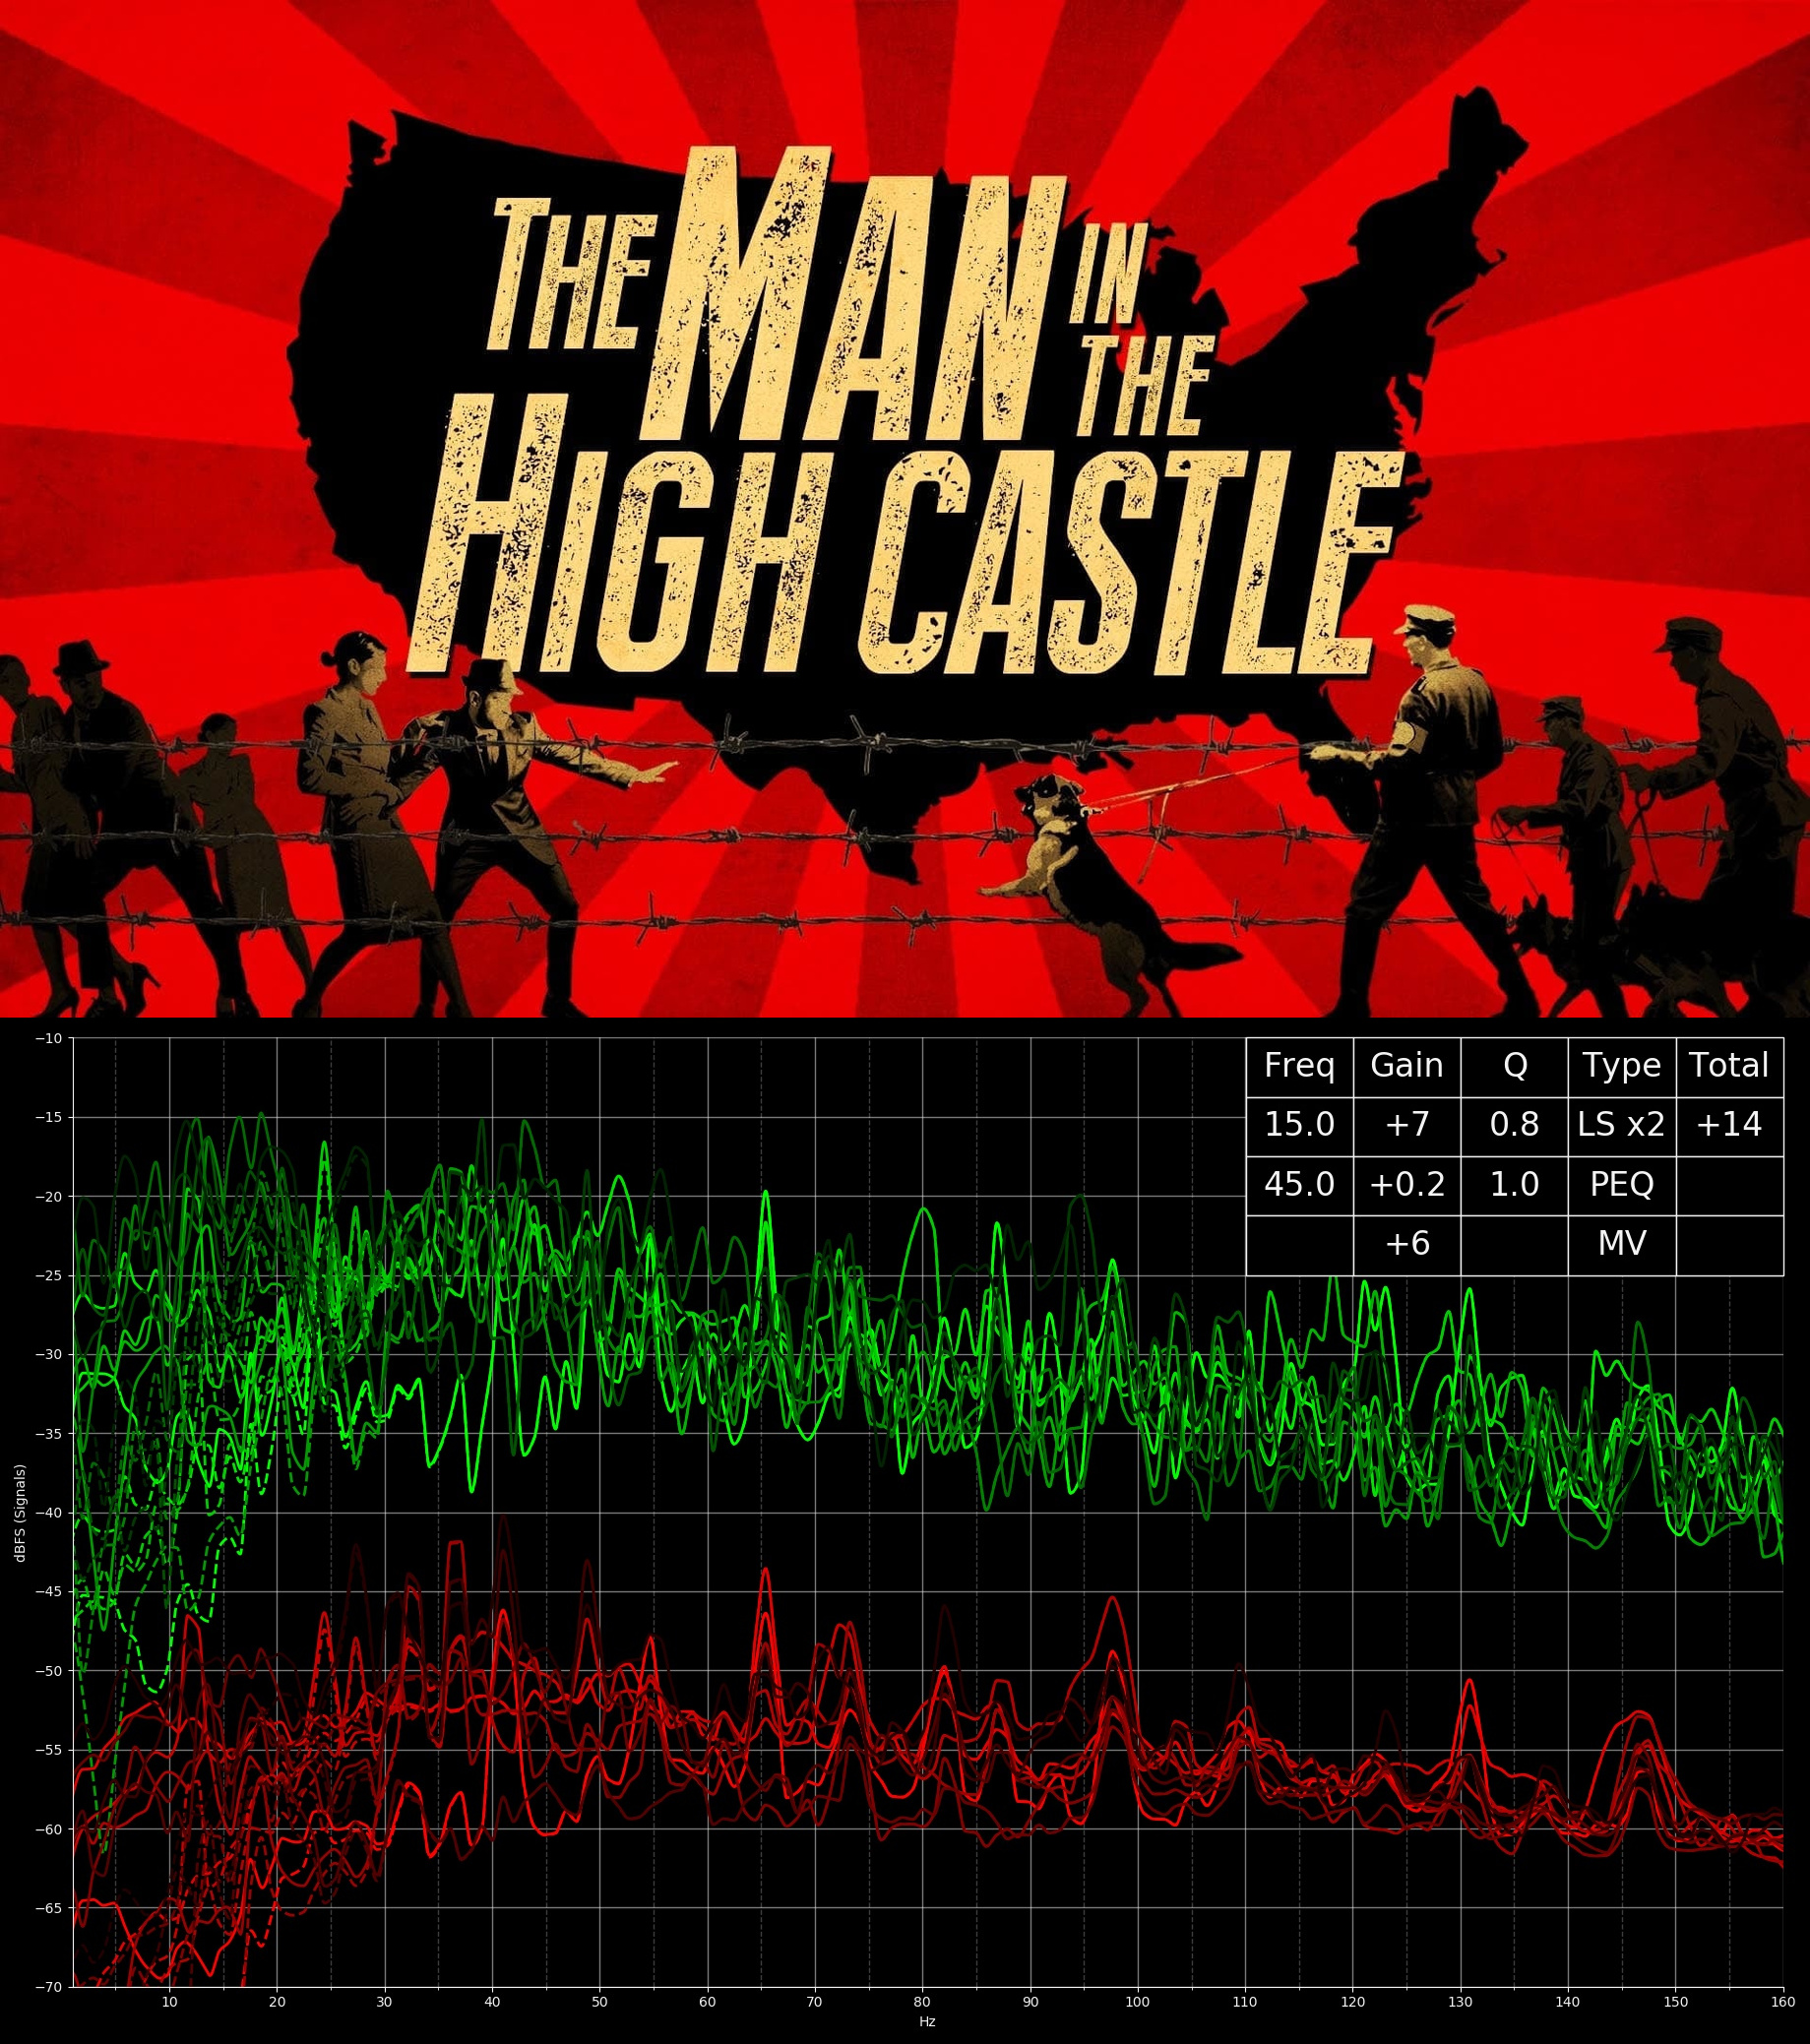 THE MAN IN
THE
HIGH CASTLE
Freq Gain Q Type Total
15.0 +7 0.8 LS x2 +14
45.0 +0.2 1.0 PEQ
+6 MV
dBFS (Signals)
−10
−15
−20
−25
−30
−35
−40
−45
−50
−55
−60
−65
−70
10 20 30 40 50 60 70 80 90 100 110 120 130 140 150 160
Hz